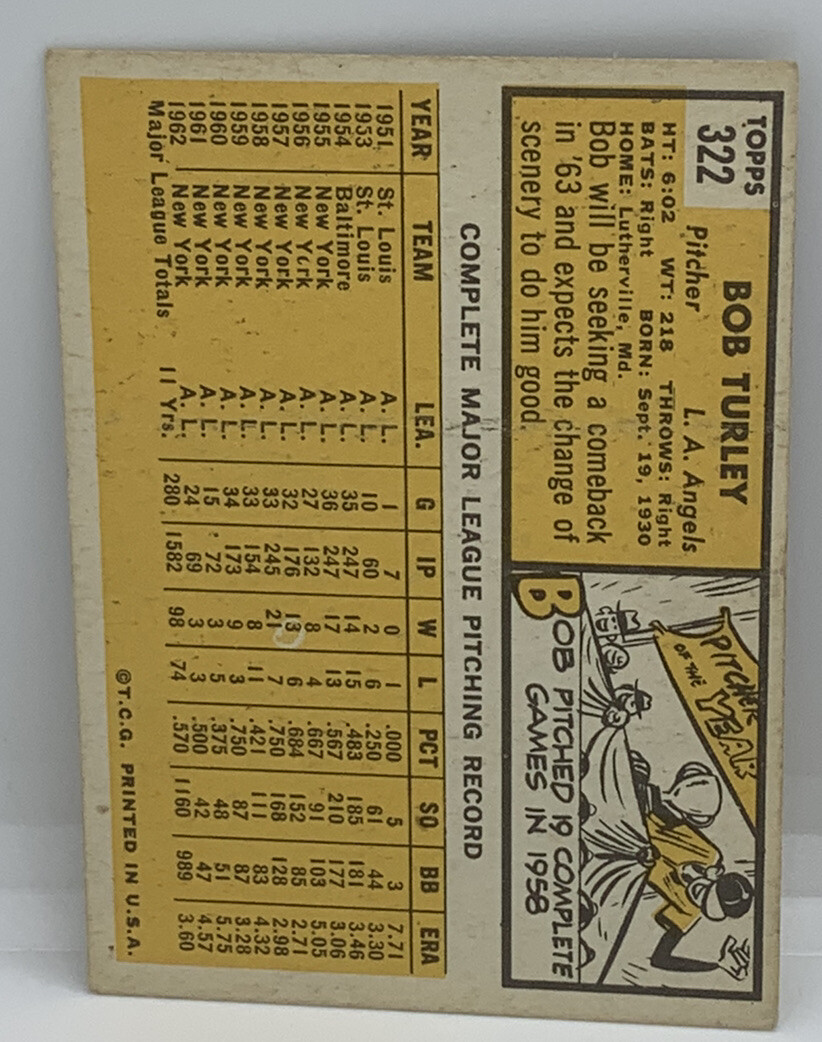 TOPPS
322
BOB TURLEY
Pitcher L. A. Angels
HT: 6:02 WT: 218 THROWS: Right
BATS: Right BORN: Sept. 19, 1930
HOME: Lutherville, Md.
Bob will be seeking a comeback
in '63 and expects the change of
scenery to do him good.
PITCHER
OF THE YEAR
BOB PITCHED 19 COMPLETE
GAMES IN 1958
COMPLETE MAJOR LEAGUE PITCHING RECORD
YEAR TEAM LEA. G IP W L PCT SO BB ERA
1951 St. Louis A. L. 1 7 0 1 .000 5 3 7.71
1953 St. Louis A. L. 10 60 2 6 .250 61 44 3.30
1954 Baltimore A. L. 35 247 14 15 .483 185 181 3.46
1955 New York A. L. 36 247 17 13 .567 210 177 3.06
1956 New York A. L. 27 132 8 4 .667 91 103 5.05
1957 New York A. L. 32 176 13 6 .684 152 85 2.71
1958 New York A. L. 33 245 21 7 .750 168 128 2.98
1959 New York A. L. 33 154 8 11 .421 111 83 4.32
1960 New York A. L. 34 173 9 3 .750 87 87 3.28
1961 New York A. L. 15 72 3 5 .375 48 51 5.75
1962 New York A. L. 24 69 3 3 .500 42 47 4.57
Major League Totals 11 Yrs. 280 1582 98 74 .570 1160 989 3.60
©T.C.G. PRINTED IN U.S.A.